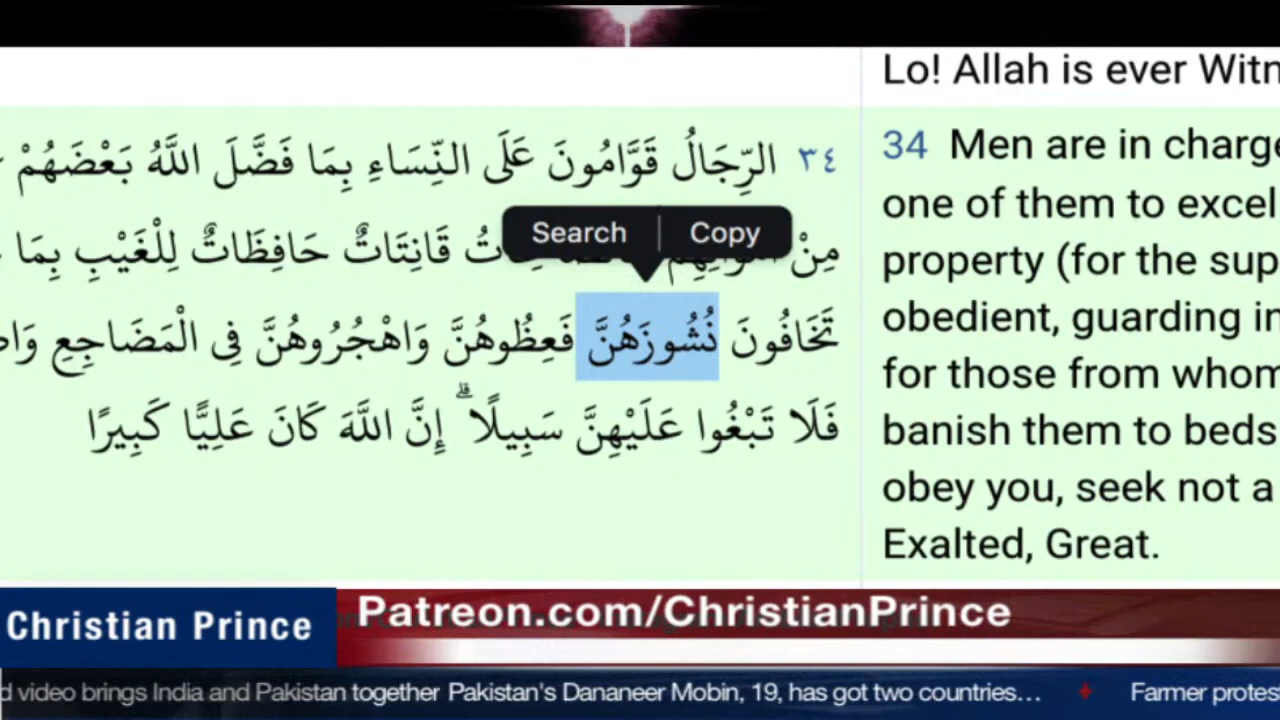 Lo! Allah is ever Witn
٣٤ الرِّجَالُ قَوَّامُونَ عَلَى النِّسَاءِ بِمَا فَضَّلَ اللَّهُ بَعْضَهُمْ
مِنْ قَانِتَاتٌ حَافِظَاتٌ لِلْغَيْبِ بِمَا
تَخَافُونَ نُشُوزَهُنَّ فَعِظُوهُنَّ وَاهْجُرُوهُنَّ فِى الْمَضَاجِعِ
فَلَا تَبْغُوا عَلَيْهِنَّ سَبِيلًا ۗ إِنَّ اللَّهَ كَانَ عَلِيًّا كَبِيرًا
Search Copy
34 Men are in charge
one of them to excel
property (for the sup
obedient, guarding in
for those from whom
banish them to beds
obey you, seek not a
Exalted, Great.
Christian Prince
Patreon.com/ChristianPrince
d video brings India and Pakistan together Pakistan's Dananeer Mobin, 19, has got two countries... Farmer protes